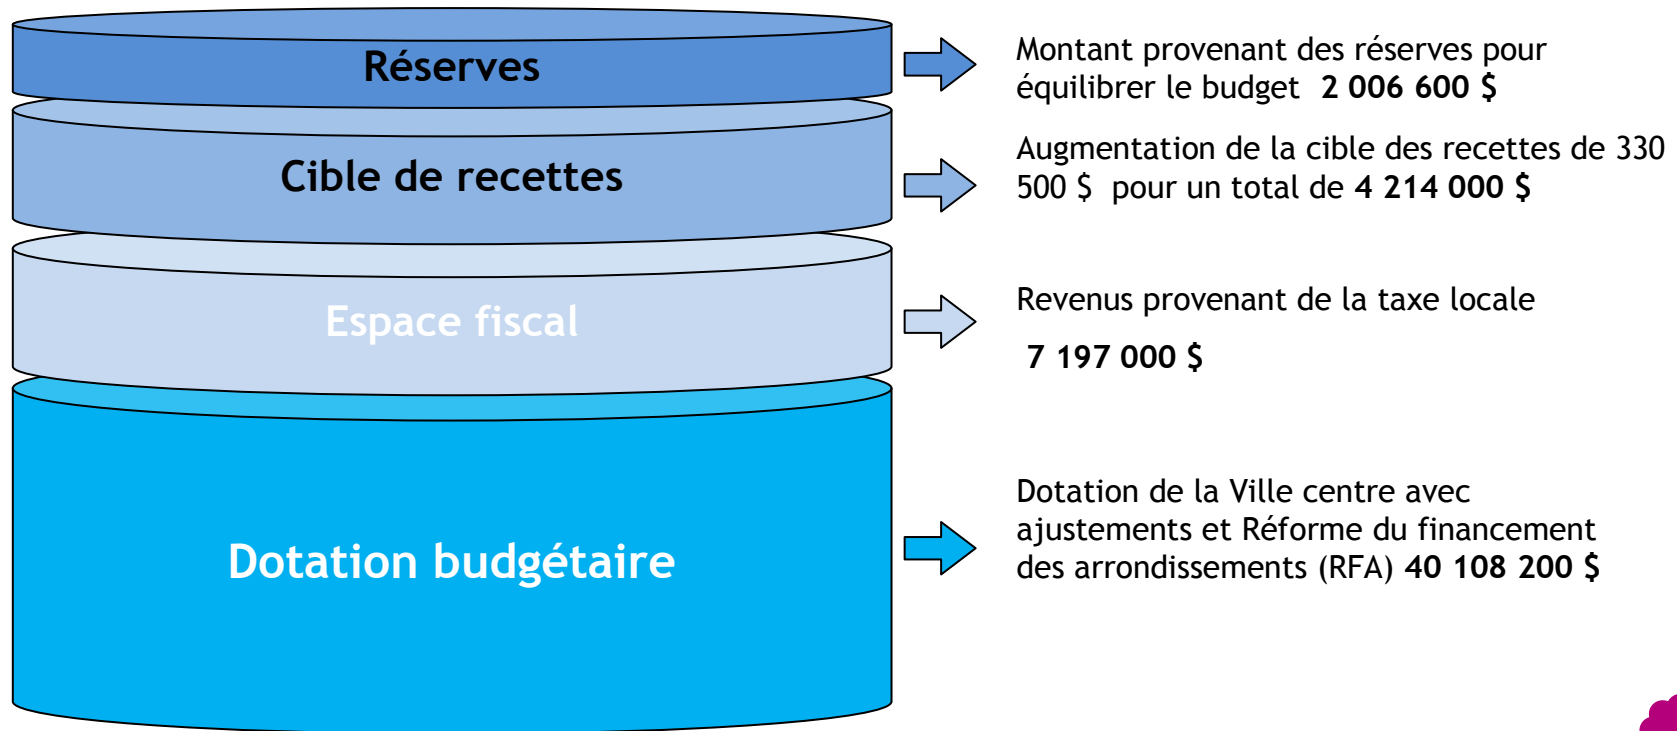 Réserves
Montant provenant des réserves pour
équilibrer le budget 2 006 600 $
Cible de recettes
Augmentation de la cible des recettes de 330
500 $ pour un total de 4 214 000 $
Espace fiscal
Revenus provenant de la taxe locale
7 197 000 $
Dotation budgétaire
Dotation de la Ville centre avec
ajustements et Réforme du financement
des arrondissements (RFA) 40 108 200 $